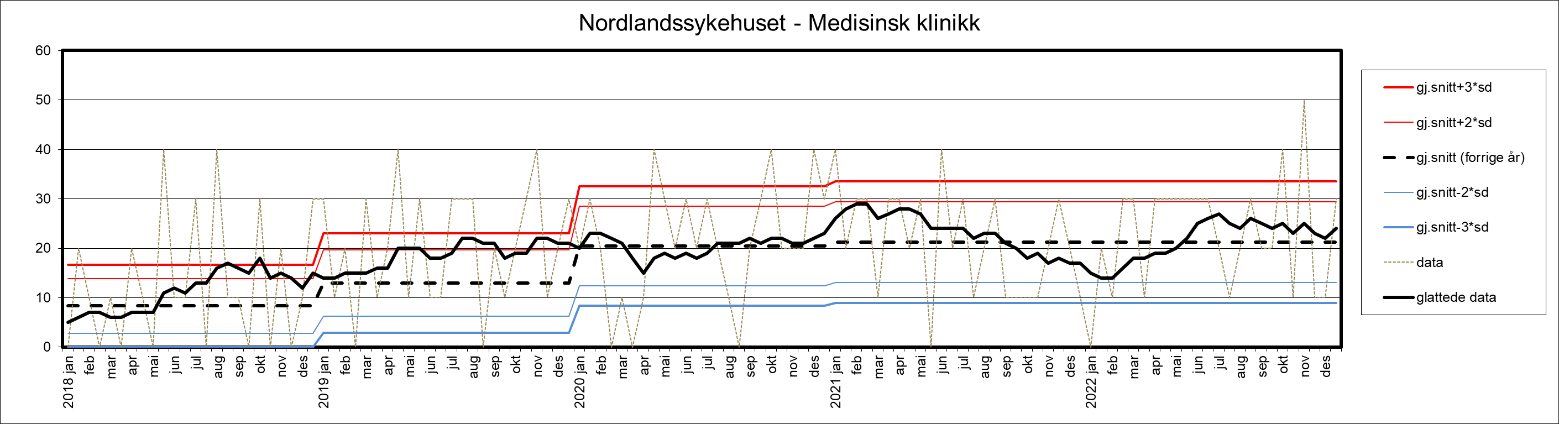 Nordlandssykehuset - Medisinsk klinikk
60
50
40
30
20
10
0
2018 jan
feb
mar
apr
mai
jun
jul
aug
sep
okt
nov
des
2019 jan
feb
mar
apr
mai
jun
jul
aug
sep
okt
nov
des
2020 jan
feb
mar
apr
mai
jun
jul
aug
sep
okt
nov
des
2021 jan
feb
mar
apr
mai
jun
jul
aug
sep
okt
nov
des
2022 jan
feb
mar
apr
mai
jun
jul
aug
sep
okt
nov
des
gj.snitt+3*sd
gj.snitt+2*sd
gj.snitt (forrige år)
gj.snitt-2*sd
gj.snitt-3*sd
data
glattede data